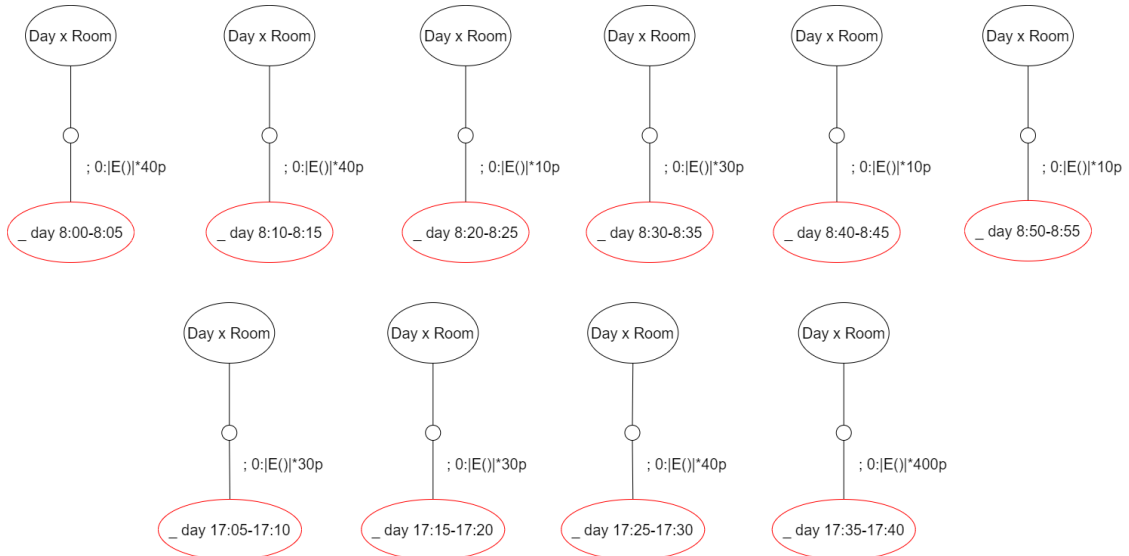 Day x Room
Day x Room
Day x Room
Day x Room
Day x Room
Day x Room
; 0:|E()|*40p
; 0:|E()|*40p
; 0:|E()|*10p
; 0:|E()|*30p
; 0:|E()|*10p
; 0:|E()|*10p
_ day 8:00-8:05
_ day 8:10-8:15
_ day 8:20-8:25
_ day 8:30-8:35
_ day 8:40-8:45
_ day 8:50-8:55
Day x Room
Day x Room
Day x Room
Day x Room
; 0:|E()|*30p
; 0:|E()|*30p
; 0:|E()|*40p
; 0:|E()|*400p
_ day 17:05-17:10
_ day 17:15-17:20
_ day 17:25-17:30
_ day 17:35-17:40